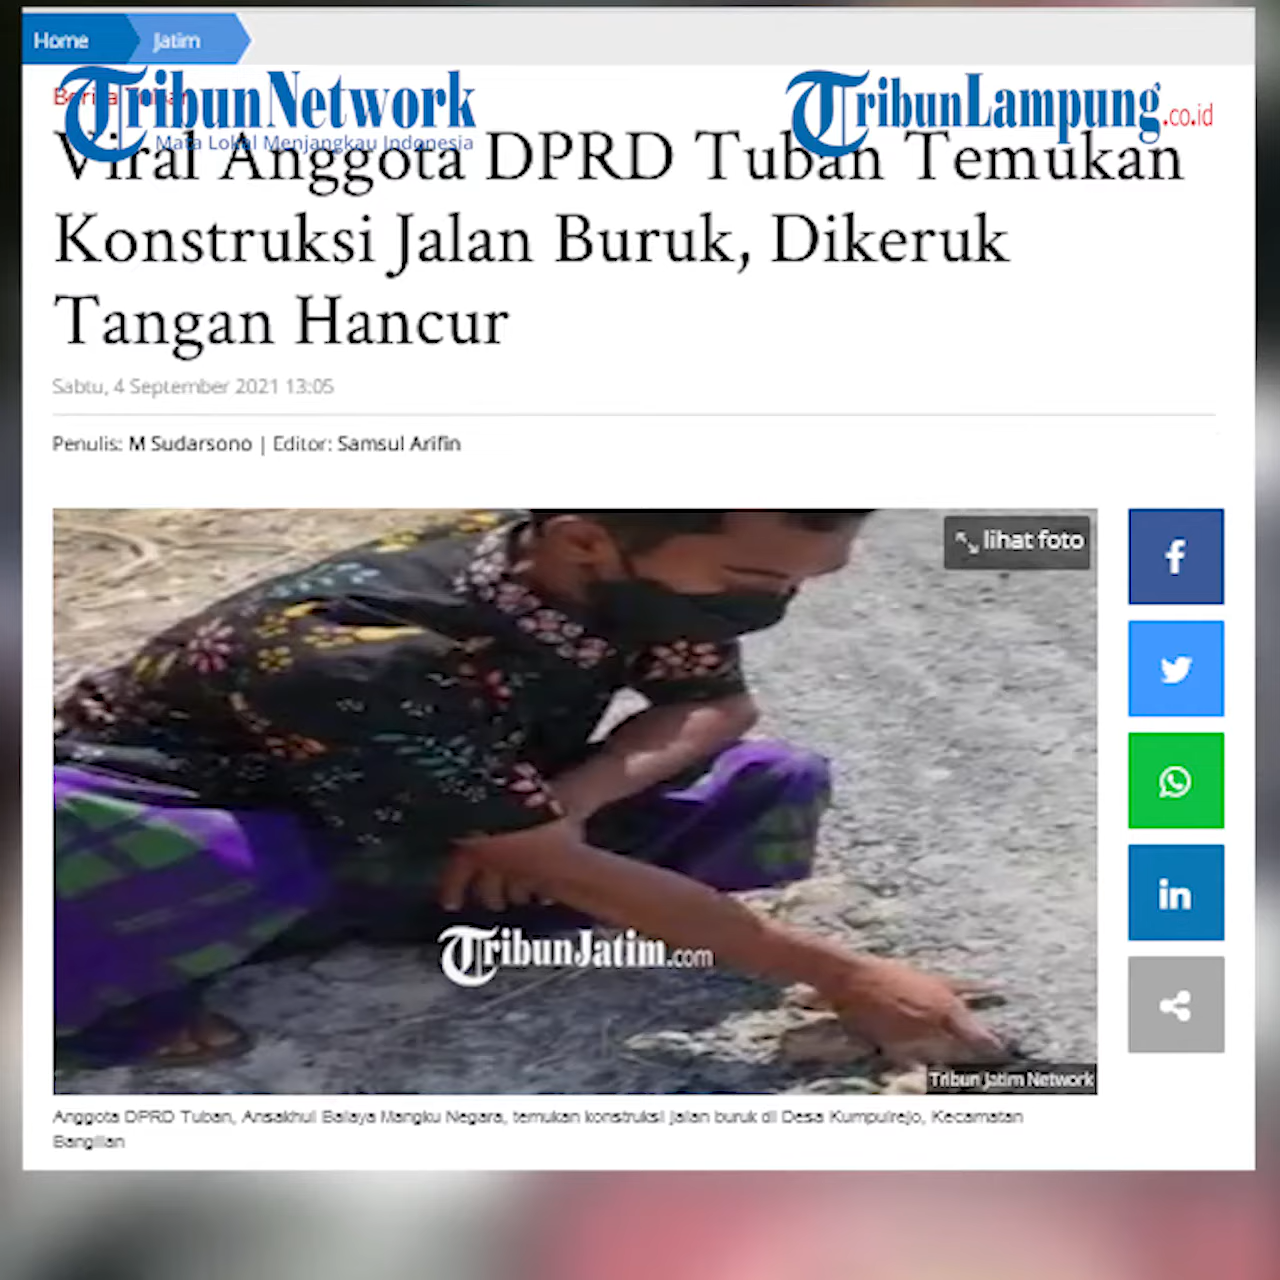 Home Jatim
Berita Tuban
TribunNetwork
Mata Lokal Menjangkau Indonesia
TribunLampung.co.id
Viral Anggota DPRD Tuban Temukan
Konstruksi Jalan Buruk, Dikeruk
Tangan Hancur
Sabtu, 4 September 2021 13:05
Penulis: M Sudarsono | Editor: Samsul Arifin
lihat foto
TribunJatim.com
Tribun Jatim Network
Anggota DPRD Tuban, Ansakhul Balaya Mangku Negara, temukan konstruksi jalan buruk di Desa Kumpulrejo, Kecamatan
Bangilan